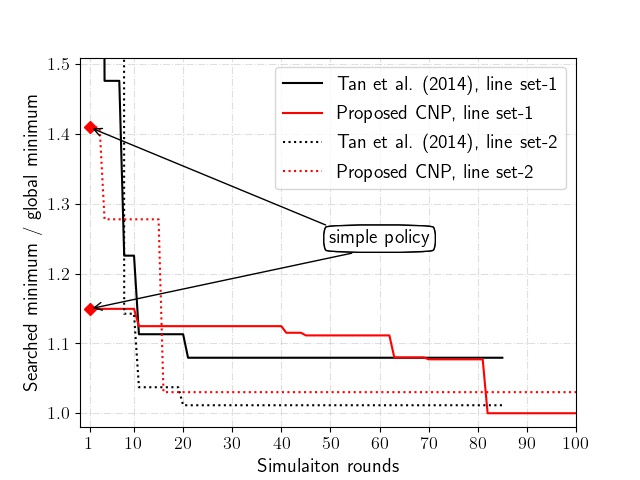 Tan et al. (2014), line set-1
Proposed CNP, line set-1
Tan et al. (2014), line set-2
Proposed CNP, line set-2
simple policy
Searched minimum / global minimum
1.5
1.4
1.3
1.2
1.1
1.0
1 10 20 30 40 50 60 70 80 90 100
Simulaiton rounds